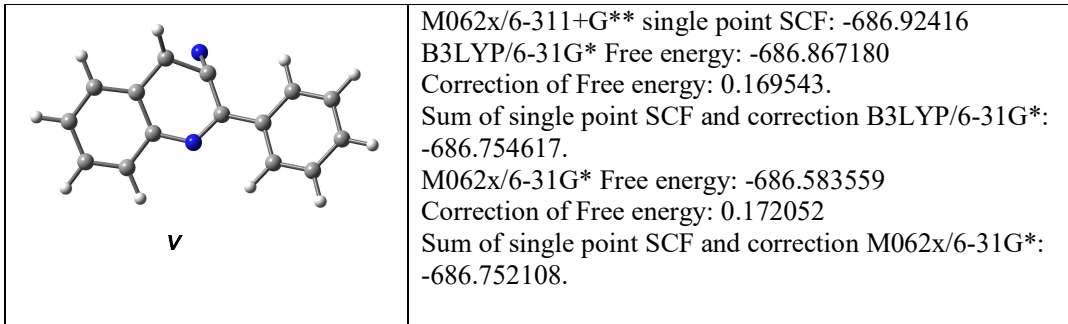 M062x/6-311+G** single point SCF: -686.92416
B3LYP/6-31G* Free energy: -686.867180
Correction of Free energy: 0.169543.
Sum of single point SCF and correction B3LYP/6-31G*:
-686.754617.
M062x/6-31G* Free energy: -686.583559
Correction of Free energy: 0.172052
Sum of single point SCF and correction M062x/6-31G*:
-686.752108.
V